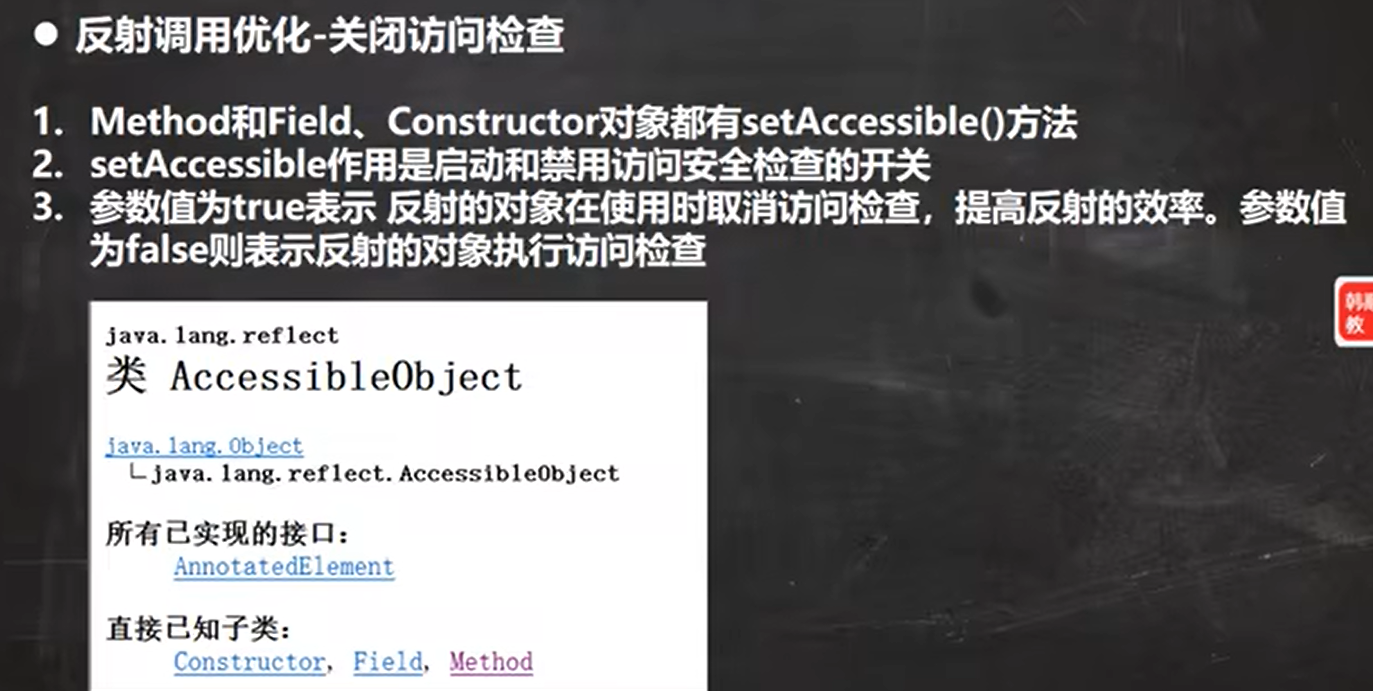 ● 反射调用优化-关闭访问检查
1. Method和Field、Constructor对象都有setAccessible()方法
2. setAccessible作用是启动和禁用访问安全检查的开关
3. 参数值为true表示 反射的对象在使用时取消访问检查，提高反射的效率。参数值
为false则表示反射的对象执行访问检查
java.lang.reflect
类 AccessibleObject
java.lang.Object
└java.lang.reflect.AccessibleObject
所有已实现的接口：
AnnotatedElement
直接已知子类：
Constructor, Field, Method
教